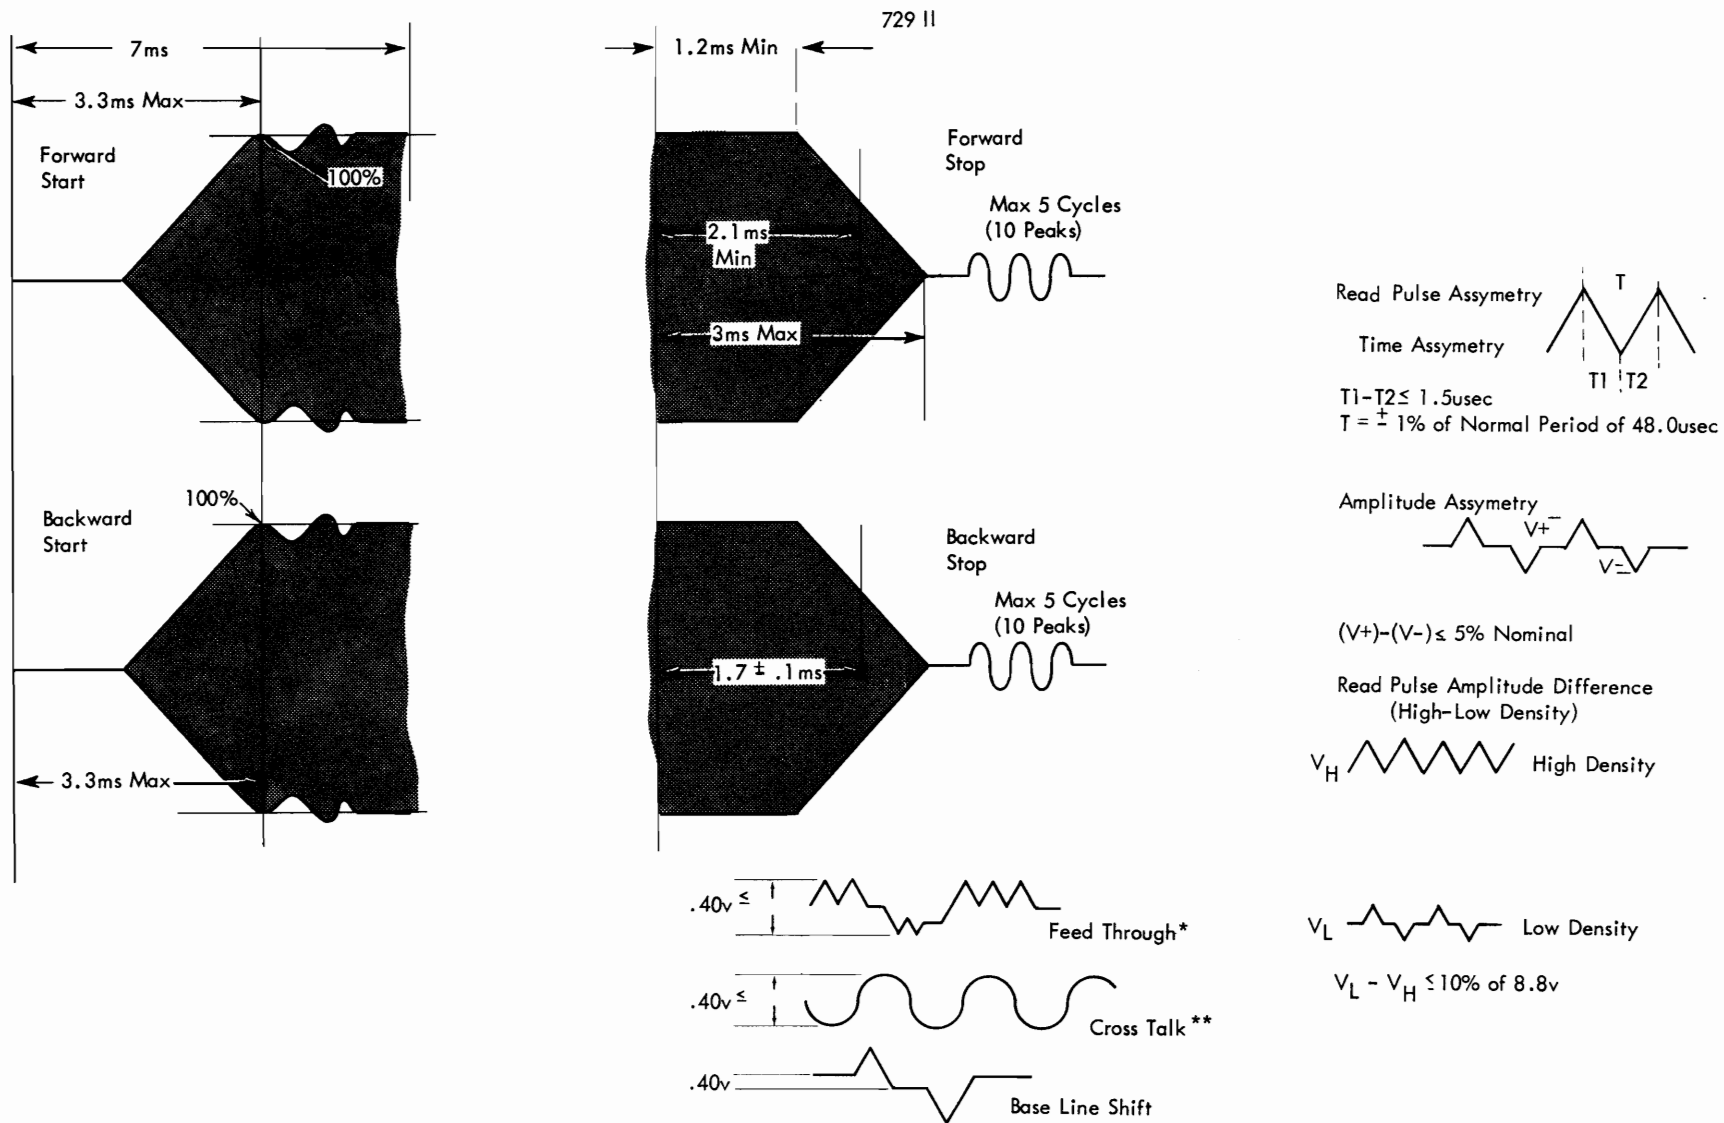 729 II
7ms
1.2ms Min
3.3ms Max
Forward
Start
100%
Forward
Stop
Max 5 Cycles
(10 Peaks)
2.1ms
Min
3ms Max
Read Pulse Assymetry
T
Time Assymetry
T1 T2
T1-T2 ≤ 1.5usec
T = ± 1% of Normal Period of 48.0usec
100%
Backward
Start
Backward
Stop
Max 5 Cycles
(10 Peaks)
1.7 ± .1ms
3.3ms Max
Amplitude Assymetry
V+
V-
(V+)-(V-) ≤ 5% Nominal
Read Pulse Amplitude Difference
(High-Low Density)
VH
High Density
.40v ≤
Feed Through*
VL
Low Density
VL - VH ≤ 10% of 8.8v
.40v ≤
Cross Talk **
.40v
Base Line Shift